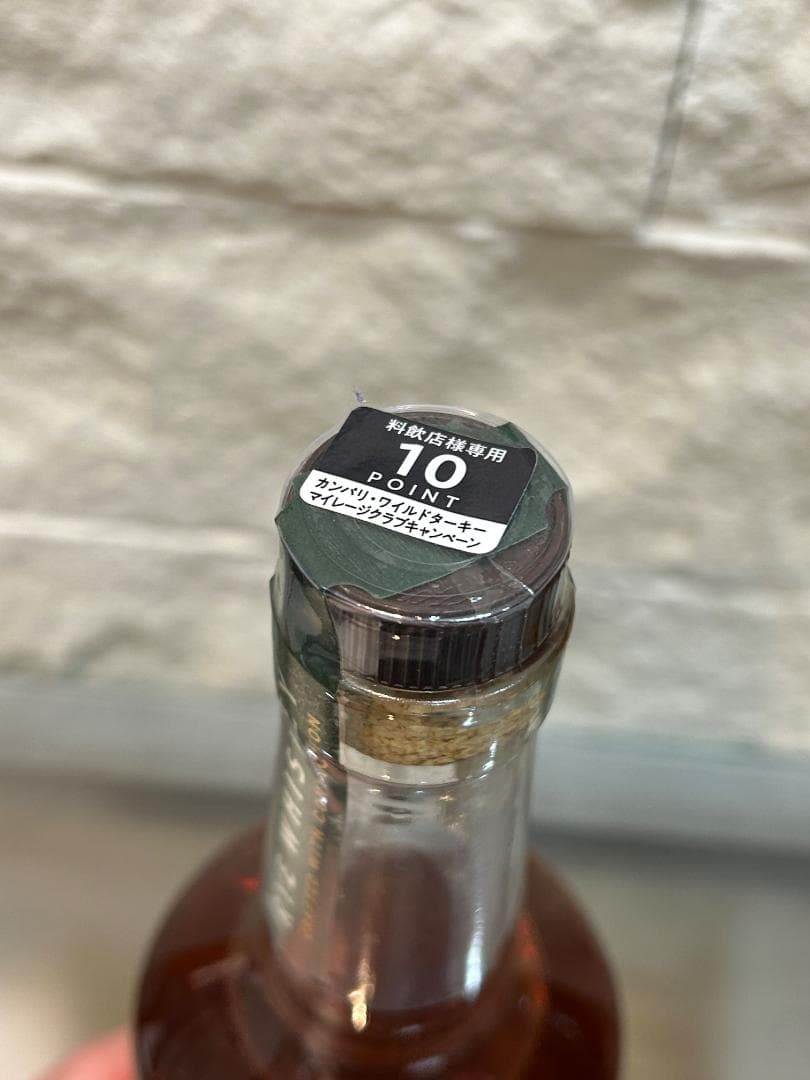 料飲店様専用
10
POINT
カンパリ・ワイルドターキー
マイレージクラブキャンペーン